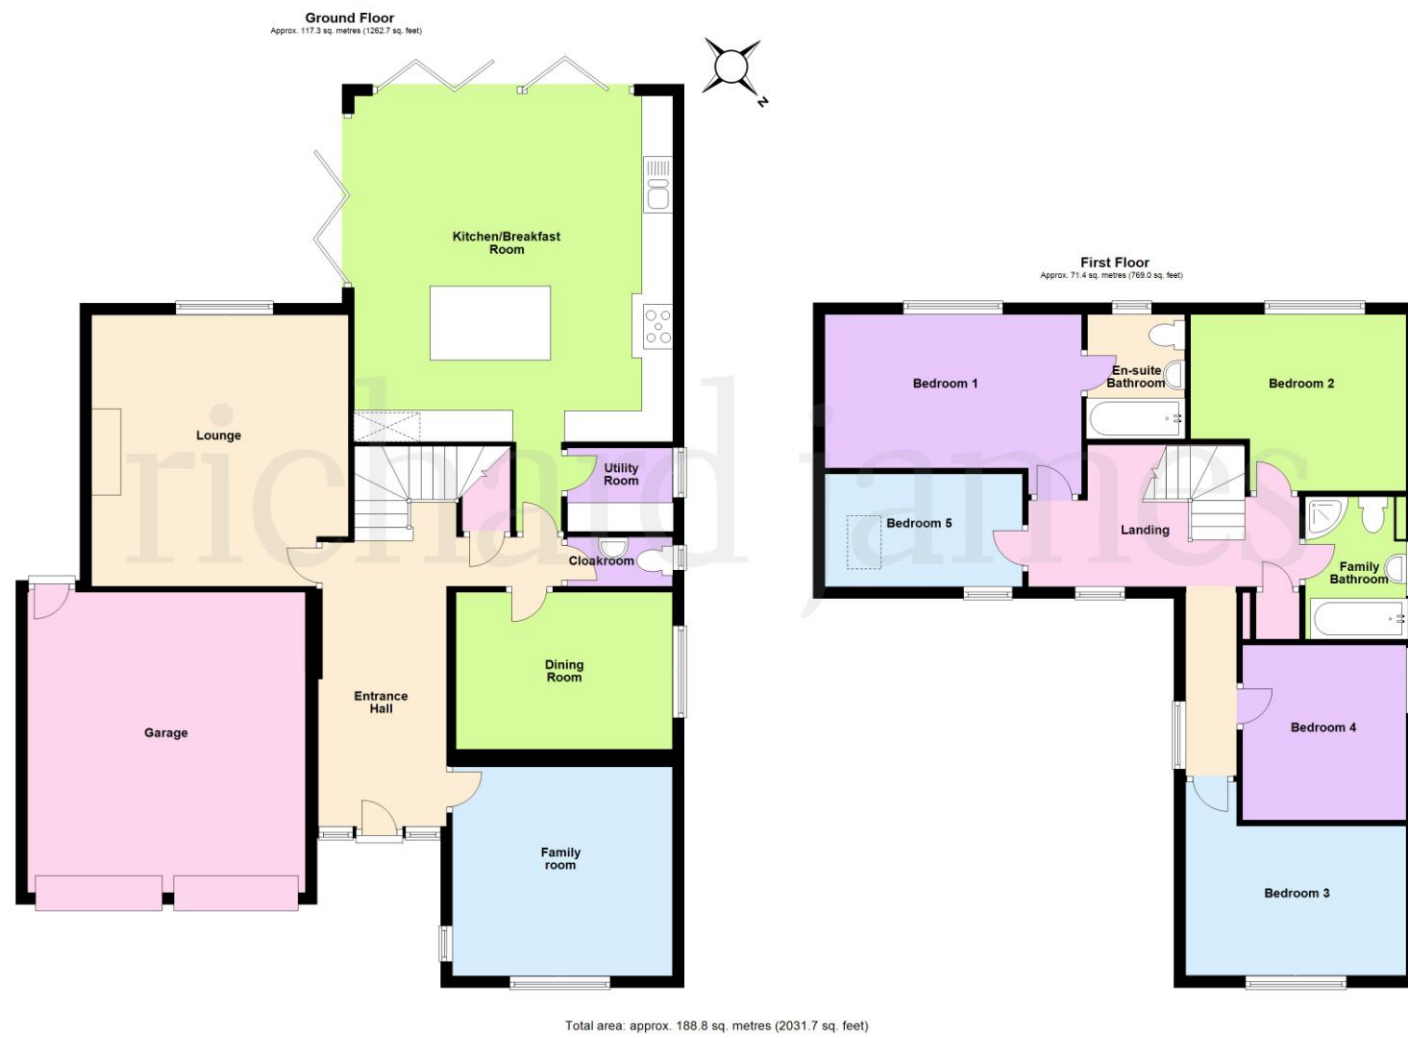 Ground Floor
Approx. 117.3 sq. metres (1262.7 sq. feet)
N
Kitchen/Breakfast
Room
First Floor
Approx. 71.4 sq. metres (769.0 sq. feet)
Lounge
Utility
Room
Cloakroom
Dining
Room
Entrance
Hall
Garage
Family
room
Bedroom 1
En-suite
Bathroom
Bedroom 2
Bedroom 5
Landing
Family
Bathroom
Bedroom 4
Bedroom 3
richard james
Total area: approx. 188.8 sq. metres (2031.7 sq. feet)